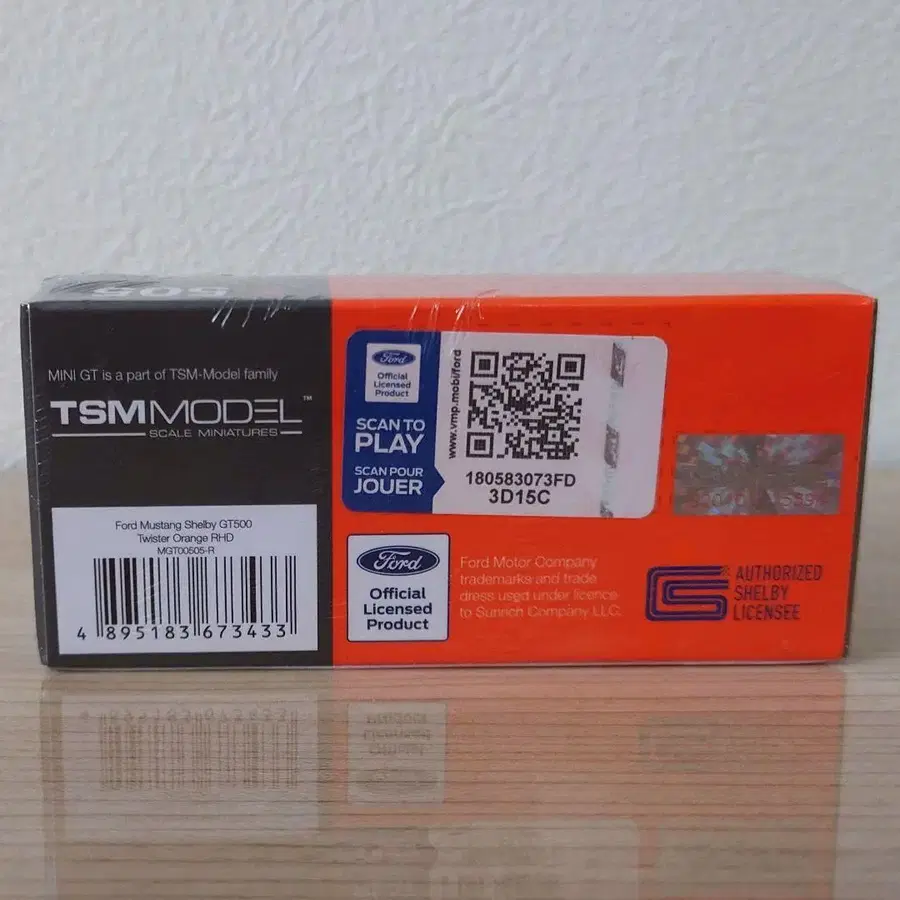 505
MINI GT is a part of TSM-Model family
TSMMODEL™
SCALE MINIATURES
Ford Mustang Shelby GT500
Twister Orange RHD
MGT00505-R
4 895183 673433
Ford
Official
Licensed
Product
SCAN TO
PLAY
SCAN POUR
JOUER
www.vmp.mobi/ford
180583073FD
3D15C
Ford
Official
Licensed
Product
Ford Motor Company
trademarks and trade
dress used under licence
to Sunrich Company LLC.
AUTHORIZED
SHELBY
LICENSEE